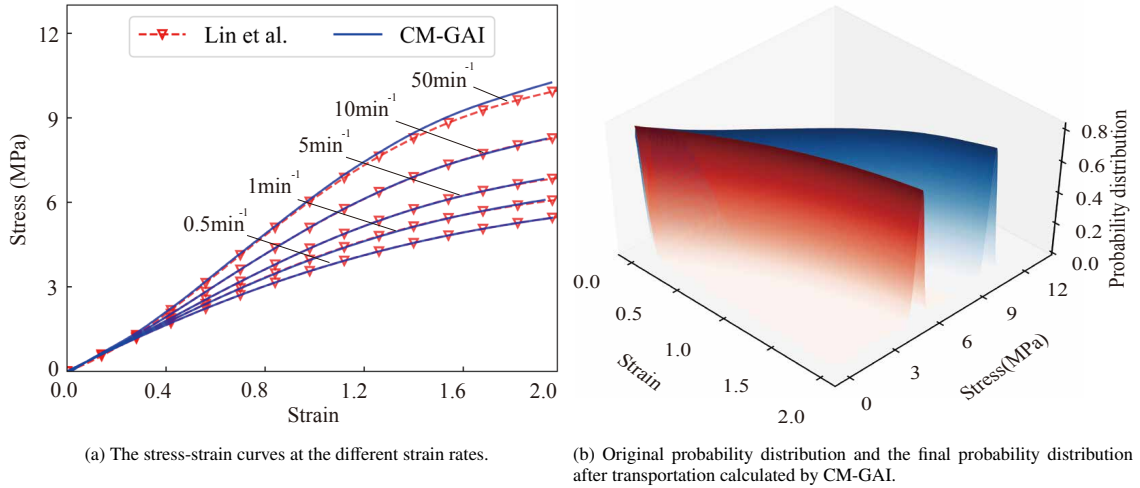 12
9
6
3
0
Stress (MPa)
Lin et al.
CM-GAI
50min-1
10min-1
5min-1
1min-1
0.5min-1
0.0
0.4
0.8
1.2
1.6
2.0
Strain
(a) The stress-strain curves at the different strain rates.
0.8
0.6
0.4
0.2
0.0
Probability distribution
0.0
0.5
1.0
1.5
2.0
Strain
0
3
6
9
12
Stress(MPa)
(b) Original probability distribution and the final probability distribution
after transportation calculated by CM-GAI.